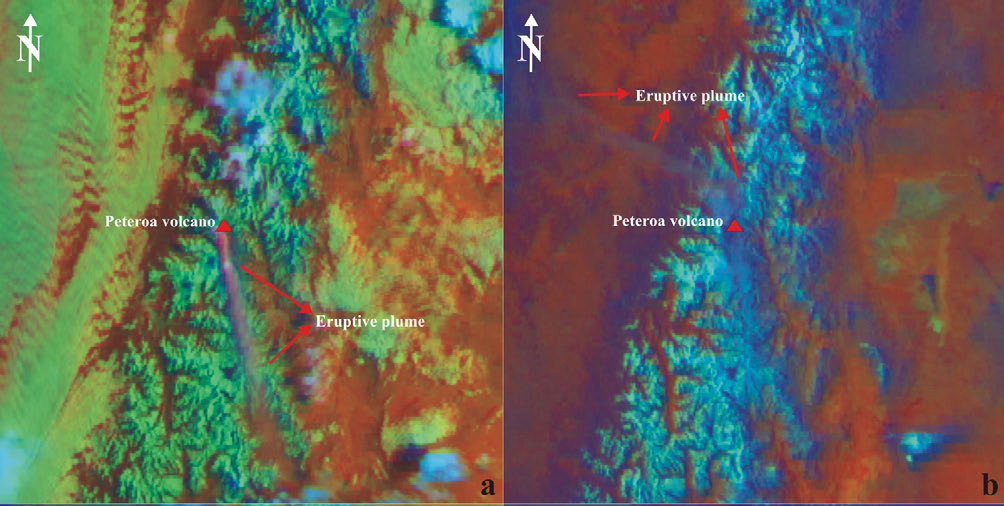 N
Peteroa volcano
Eruptive plume
a
N
Eruptive plume
Peteroa volcano
b